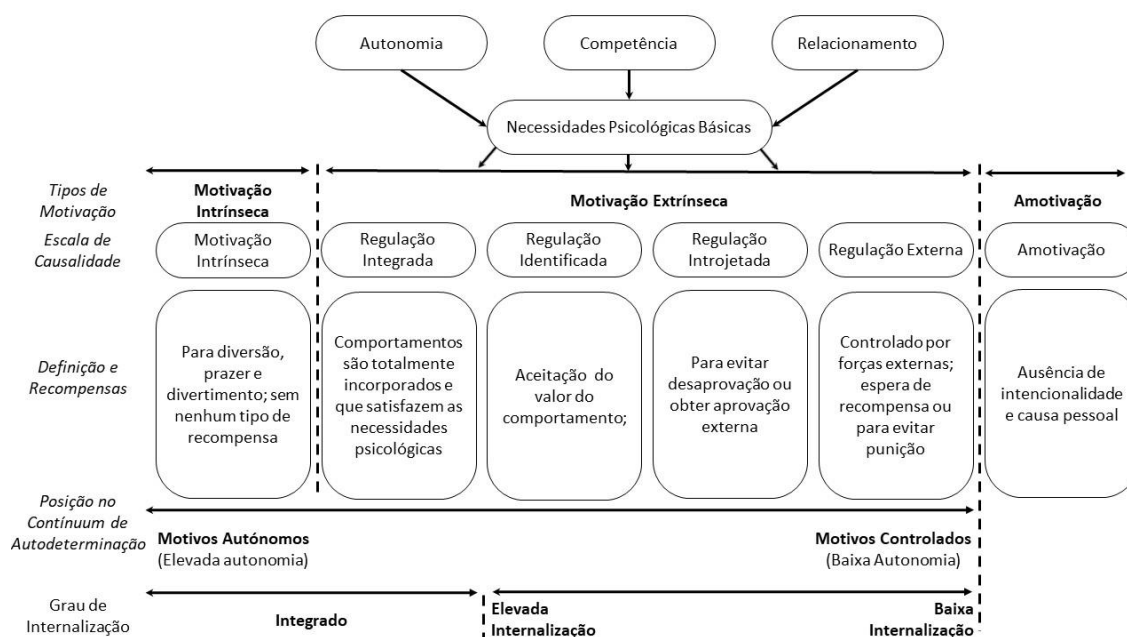 Autonomia
Competência
Relacionamento
Necessidades Psicológicas Básicas
Tipos de
Motivação
Motivação
Intrínseca
Motivação Extrínseca
Amotivação
Escala de
Causalidade
Motivação
Intrínseca
Regulação
Integrada
Regulação
Identificada
Regulação
Introjetada
Regulação Externa
Amotivação
Definição e
Recompensas
Para diversão,
prazer e
divertimento; sem
nenhum tipo de
recompensa
Comportamentos
são totalmente
incorporados e
que satisfazem as
necessidades
psicológicas
Aceitação do
valor do
comportamento;
Para evitar
desaprovação ou
obter aprovação
externa
Controlado por
forças externas;
espera de
recompensa ou
para evitar
punição
Ausência de
intencionalidade
e causa pessoal
Posição no
Contínuum de
Autodeterminação
Motivos Autónomos
(Elevada autonomia)
Motivos Controlados
(Baixa Autonomia)
Grau de
Internalização
Integrado
Elevada
Internalização
Baixa
Internalização